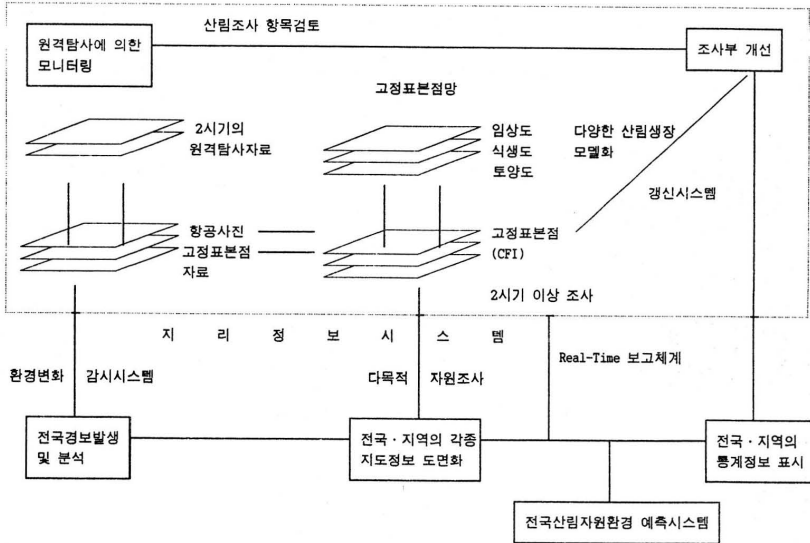 산림조사 항목검토
원격탐사에 의한
모니터링
조사부 개선
고정표본점망
2시기의
원격탐사자료
임상도
식생도
토양도
다양한 산림생장
모델화
갱신시스템
항공사진
고정표본점
자료
고정표본점
(CFI)
2시기 이상 조사
지 리 정 보 시 스 템
환경변화 감시시스템
다목적 자원조사
Real-Time 보고체계
전국경보발생
및 분석
전국·지역의 각종
지도정보 도면화
전국·지역의
통계정보 표시
전국산림자원환경 예측시스템